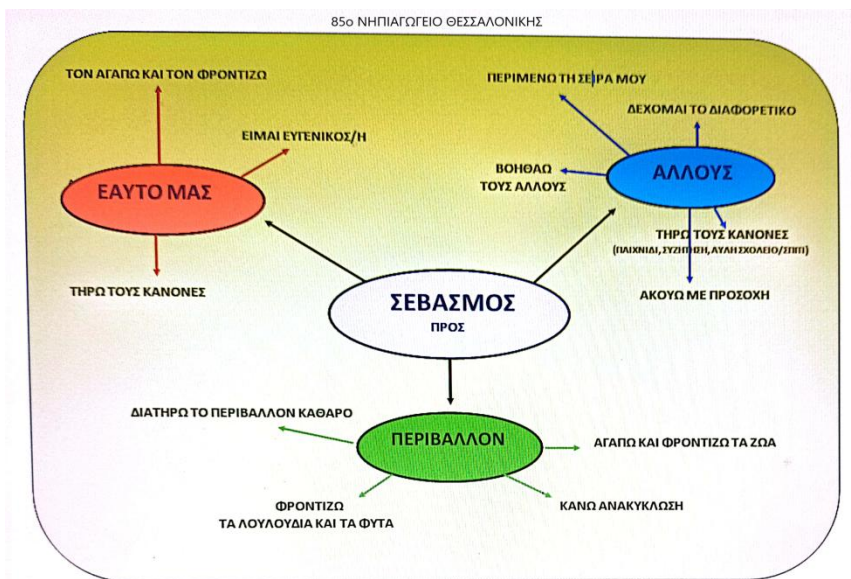 85ο ΝΗΠΙΑΓΩΓΕΙΟ ΘΕΣΣΑΛΟΝΙΚΗΣ
ΤΟΝ ΑΓΑΠΩ ΚΑΙ ΤΟΝ ΦΡΟΝΤΙΖΩ
ΕΙΜΑΙ ΕΥΓΕΝΙΚΟΣ/Η
ΕΑΥΤΟ ΜΑΣ
ΤΗΡΩ ΤΟΥΣ ΚΑΝΟΝΕΣ
ΠΕΡΙΜΕΝΩ ΤΗ ΣΕΙΡΑ ΜΟΥ
ΔΕΧΟΜΑΙ ΤΟ ΔΙΑΦΟΡΕΤΙΚΟ
ΒΟΗΘΑΩ
ΤΟΥΣ ΑΛΛΟΥΣ
ΑΛΛΟΥΣ
ΤΗΡΩ ΤΟΥΣ ΚΑΝΟΝΕΣ
(ΠΑΙΧΝΙΔΙ, ΣΥΖΗΤΗΣΗ, ΑΥΛΗ ΣΧΟΛΕΙΟ/ΣΠΙΤΙ)
ΑΚΟΥΩ ΜΕ ΠΡΟΣΟΧΗ
ΣΕΒΑΣΜΟΣ
ΠΡΟΣ
ΔΙΑΤΗΡΩ ΤΟ ΠΕΡΙΒΑΛΛΟΝ ΚΑΘΑΡΟ
ΠΕΡΙΒΑΛΛΟΝ
ΑΓΑΠΩ ΚΑΙ ΦΡΟΝΤΙΖΩ ΤΑ ΖΩΑ
ΦΡΟΝΤΙΖΩ
ΤΑ ΛΟΥΛΟΥΔΙΑ ΚΑΙ ΤΑ ΦΥΤΑ
ΚΑΝΩ ΑΝΑΚΥΚΛΩΣΗ